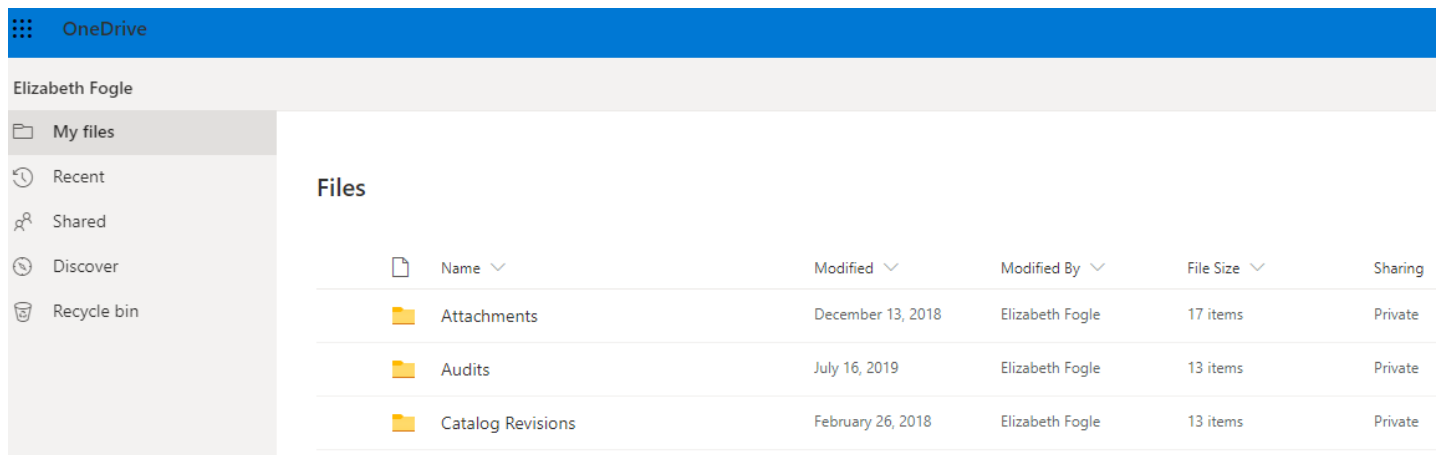 OneDrive
Elizabeth Fogle
My files
Recent
Shared
Discover
Recycle bin
Files
Name Modified Modified By File Size Sharing
Attachments December 13, 2018 Elizabeth Fogle 17 items Private
Audits July 16, 2019 Elizabeth Fogle 13 items Private
Catalog Revisions February 26, 2018 Elizabeth Fogle 13 items Private